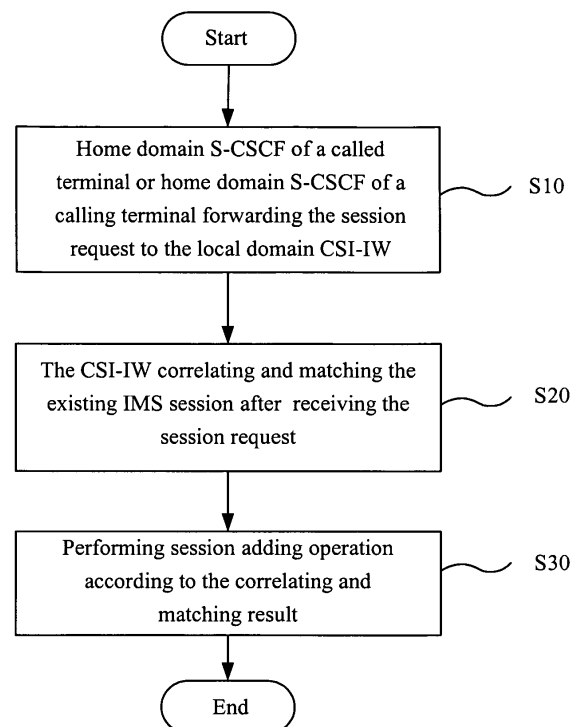 Start
Home domain S-CSCF of a called
terminal or home domain S-CSCF of a
calling terminal forwarding the session
request to the local domain CSI-IW
S10
The CSI-IW correlating and matching the
existing IMS session after receiving the
session request
S20
Performing session adding operation
according to the correlating and
matching result
S30
End